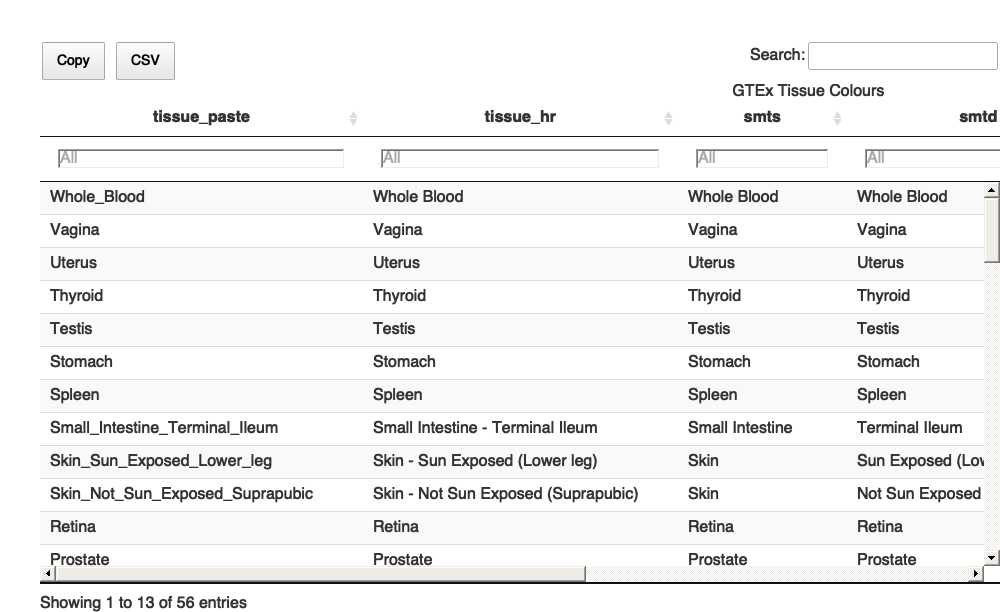 Copy CSV Search:
GTEx Tissue Colours
tissue_paste tissue_hr smts smtd
All All All All
Whole_Blood Whole Blood Whole Blood Whole Blood
Vagina Vagina Vagina Vagina
Uterus Uterus Uterus Uterus
Thyroid Thyroid Thyroid Thyroid
Testis Testis Testis Testis
Stomach Stomach Stomach Stomach
Spleen Spleen Spleen Spleen
Small_Intestine_Terminal_Ileum Small Intestine - Terminal Ileum Small Intestine Terminal Ileum
Skin_Sun_Exposed_Lower_leg Skin - Sun Exposed (Lower leg) Skin Sun Exposed (Low
Skin_Not_Sun_Exposed_Suprapubic Skin - Not Sun Exposed (Suprapubic) Skin Not Sun Exposed
Retina Retina Retina Retina
Prostate Prostate Prostate Prostate
Showing 1 to 13 of 56 entries